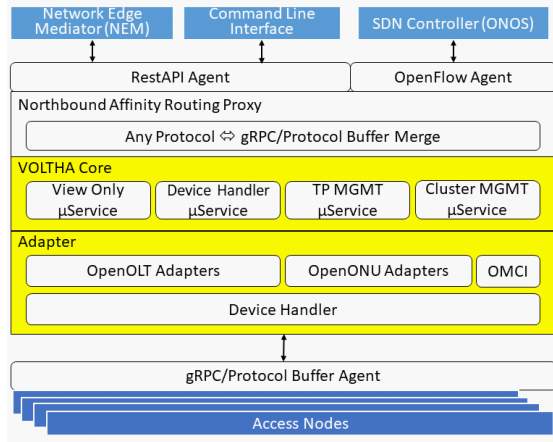 Network Edge
Mediator(NEM)
Command Line
Interface
SDN Controller(ONOS)
RestAPI Agent
OpenFlow Agent
Northbound Affinity Routing Proxy
Any Protocol ⬄ gRPC/Protocol Buffer Merge
VOLTHA Core
View Only
µService
Device Handler
µService
TP MGMT
µService
Cluster MGMT
µService
Adapter
OpenOLT Adapters
OpenONU Adapters
OMCI
Device Handler
gRPC/Protocol Buffer Agent
Access Nodes